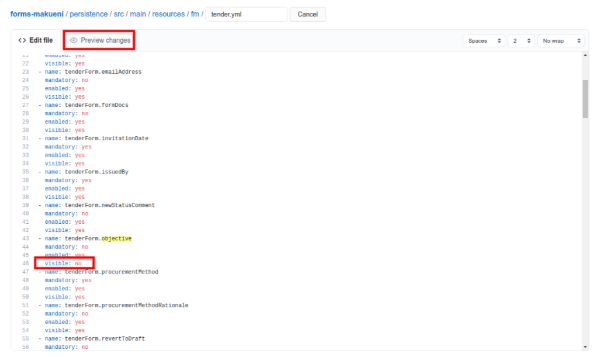 forms-makueni / persistence / src / main / resources / fm / tender.yml Cancel
<> Edit file Preview changes Spaces 2 No wrap
21 enabled: yes
22 visible: yes
23 - name: tenderForm.emailAddress
24 mandatory: no
25 enabled: yes
26 visible: yes
27 - name: tenderForm.formDocs
28 mandatory: no
29 enabled: yes
30 visible: yes
31 - name: tenderForm.invitationDate
32 mandatory: yes
33 enabled: yes
34 visible: yes
35 - name: tenderForm.issuedBy
36 mandatory: yes
37 enabled: yes
38 visible: yes
39 - name: tenderForm.newStatusComment
40 mandatory: no
41 enabled: yes
42 visible: yes
43 - name: tenderForm.objective
44 mandatory: no
45 enabled: yes
46 visible: no
47 - name: tenderForm.procurementMethod
48 mandatory: yes
49 enabled: yes
50 visible: yes
51 - name: tenderForm.procurementMethodRationale
52 mandatory: no
53 enabled: yes
54 visible: yes
55 - name: tenderForm.revertToDraft
56 mandatory: no